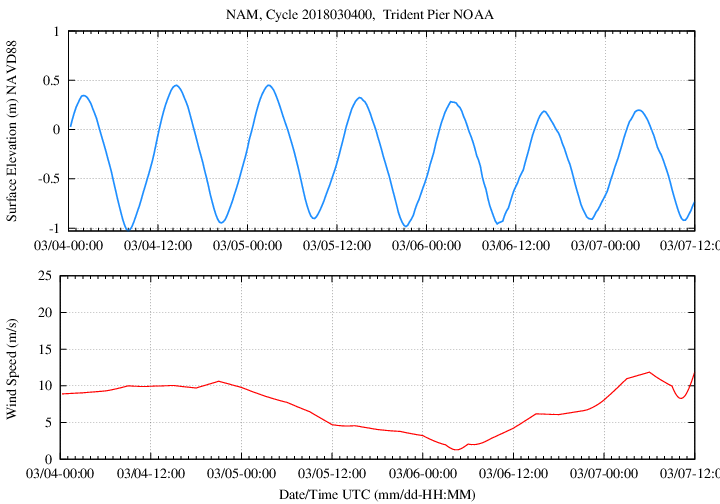 NAM, Cycle 2018030400,  Trident Pier NOAA
Surface Elevation (m) NAVD88
1
0.5
0
-0.5
-1
03/04-00:00 03/04-12:00 03/05-00:00 03/05-12:00 03/06-00:00 03/06-12:00 03/07-00:00 03/07-12:0
Wind Speed (m/s)
25
20
15
10
5
0
03/04-00:00 03/04-12:00 03/05-00:00 03/05-12:00 03/06-00:00 03/06-12:00 03/07-00:00 03/07-12:0
Date/Time UTC (mm/dd-HH:MM)